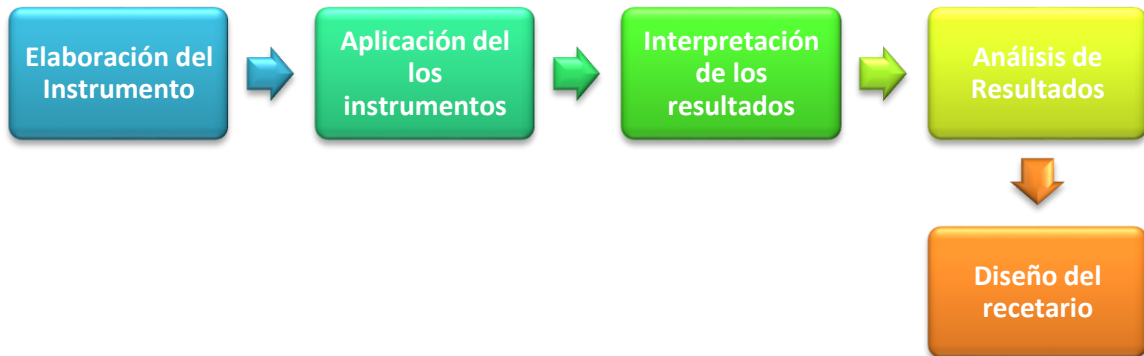 Elaboración del
Instrumento
Aplicación del
los
instrumentos
Interpretación
de los
resultados
Análisis de
Resultados
Diseño del
recetario